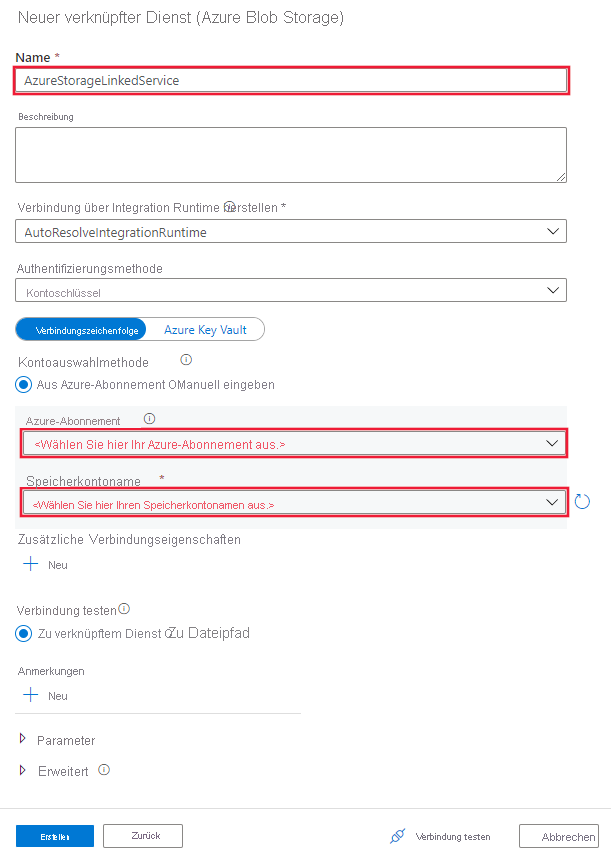 Neuer verknüpfter Dienst (Azure Blob Storage)
Name *
AzureStorageLinkedService
Beschreibung
Verbindung über Integration Runtime herstellen *
AutoResolveIntegrationRuntime
Authentifizierungsmethode
Kontoschlüssel
Verbindungszeichenfolge Azure Key Vault
Kontoauswahlmethode
Aus Azure-Abonnement OManuell eingeben
Azure-Abonnement
<Wählen Sie hier Ihr Azure-Abonnement aus.>
Speicherkontoname *
<Wählen Sie hier Ihren Speicherkontonamen aus.>
Zusätzliche Verbindungseigenschaften
Neu
Verbindung testen
Zu verknüpftem Dienst Zu Dateipfad
Anmerkungen
Neu
Parameter
Erweitert
Erstellen Zurück Verbindung testen Abbrechen